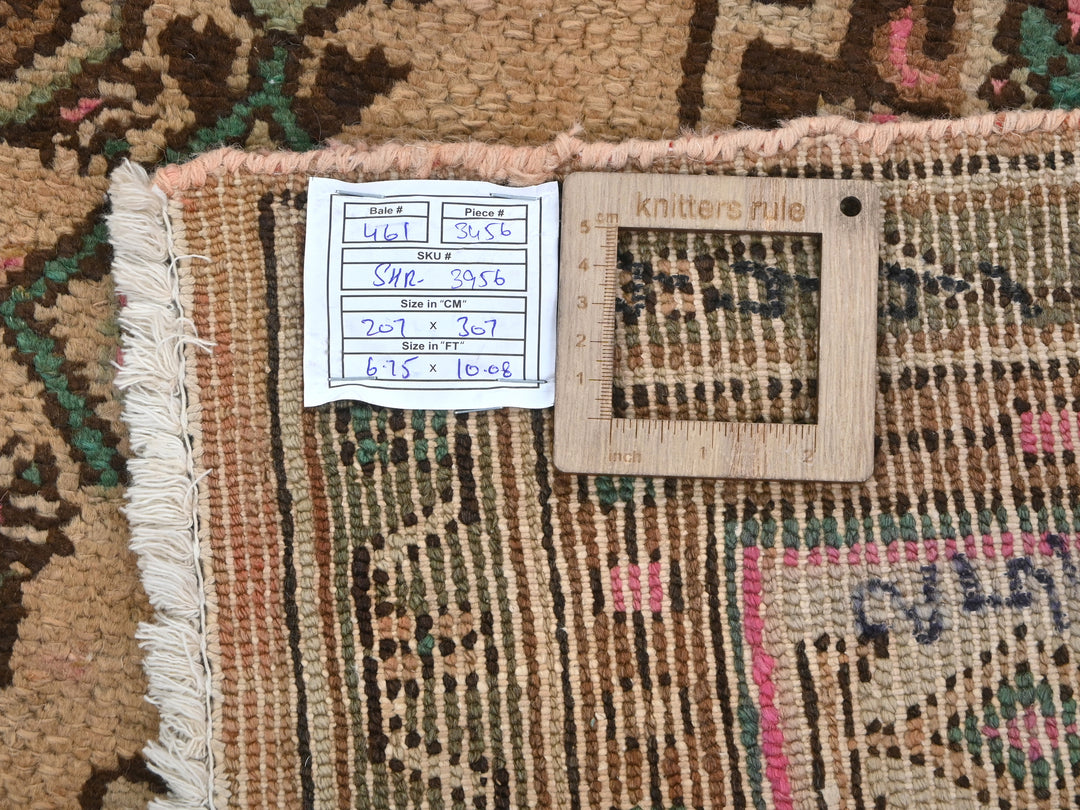 Bale # Piece #
461 3456
SKU #
SHR- 3956
Size in "CM"
207 x 307
Size in "FT"
6.75 x 10.08
knitters rule
cm
5
4
3
2
1
inch 1 2